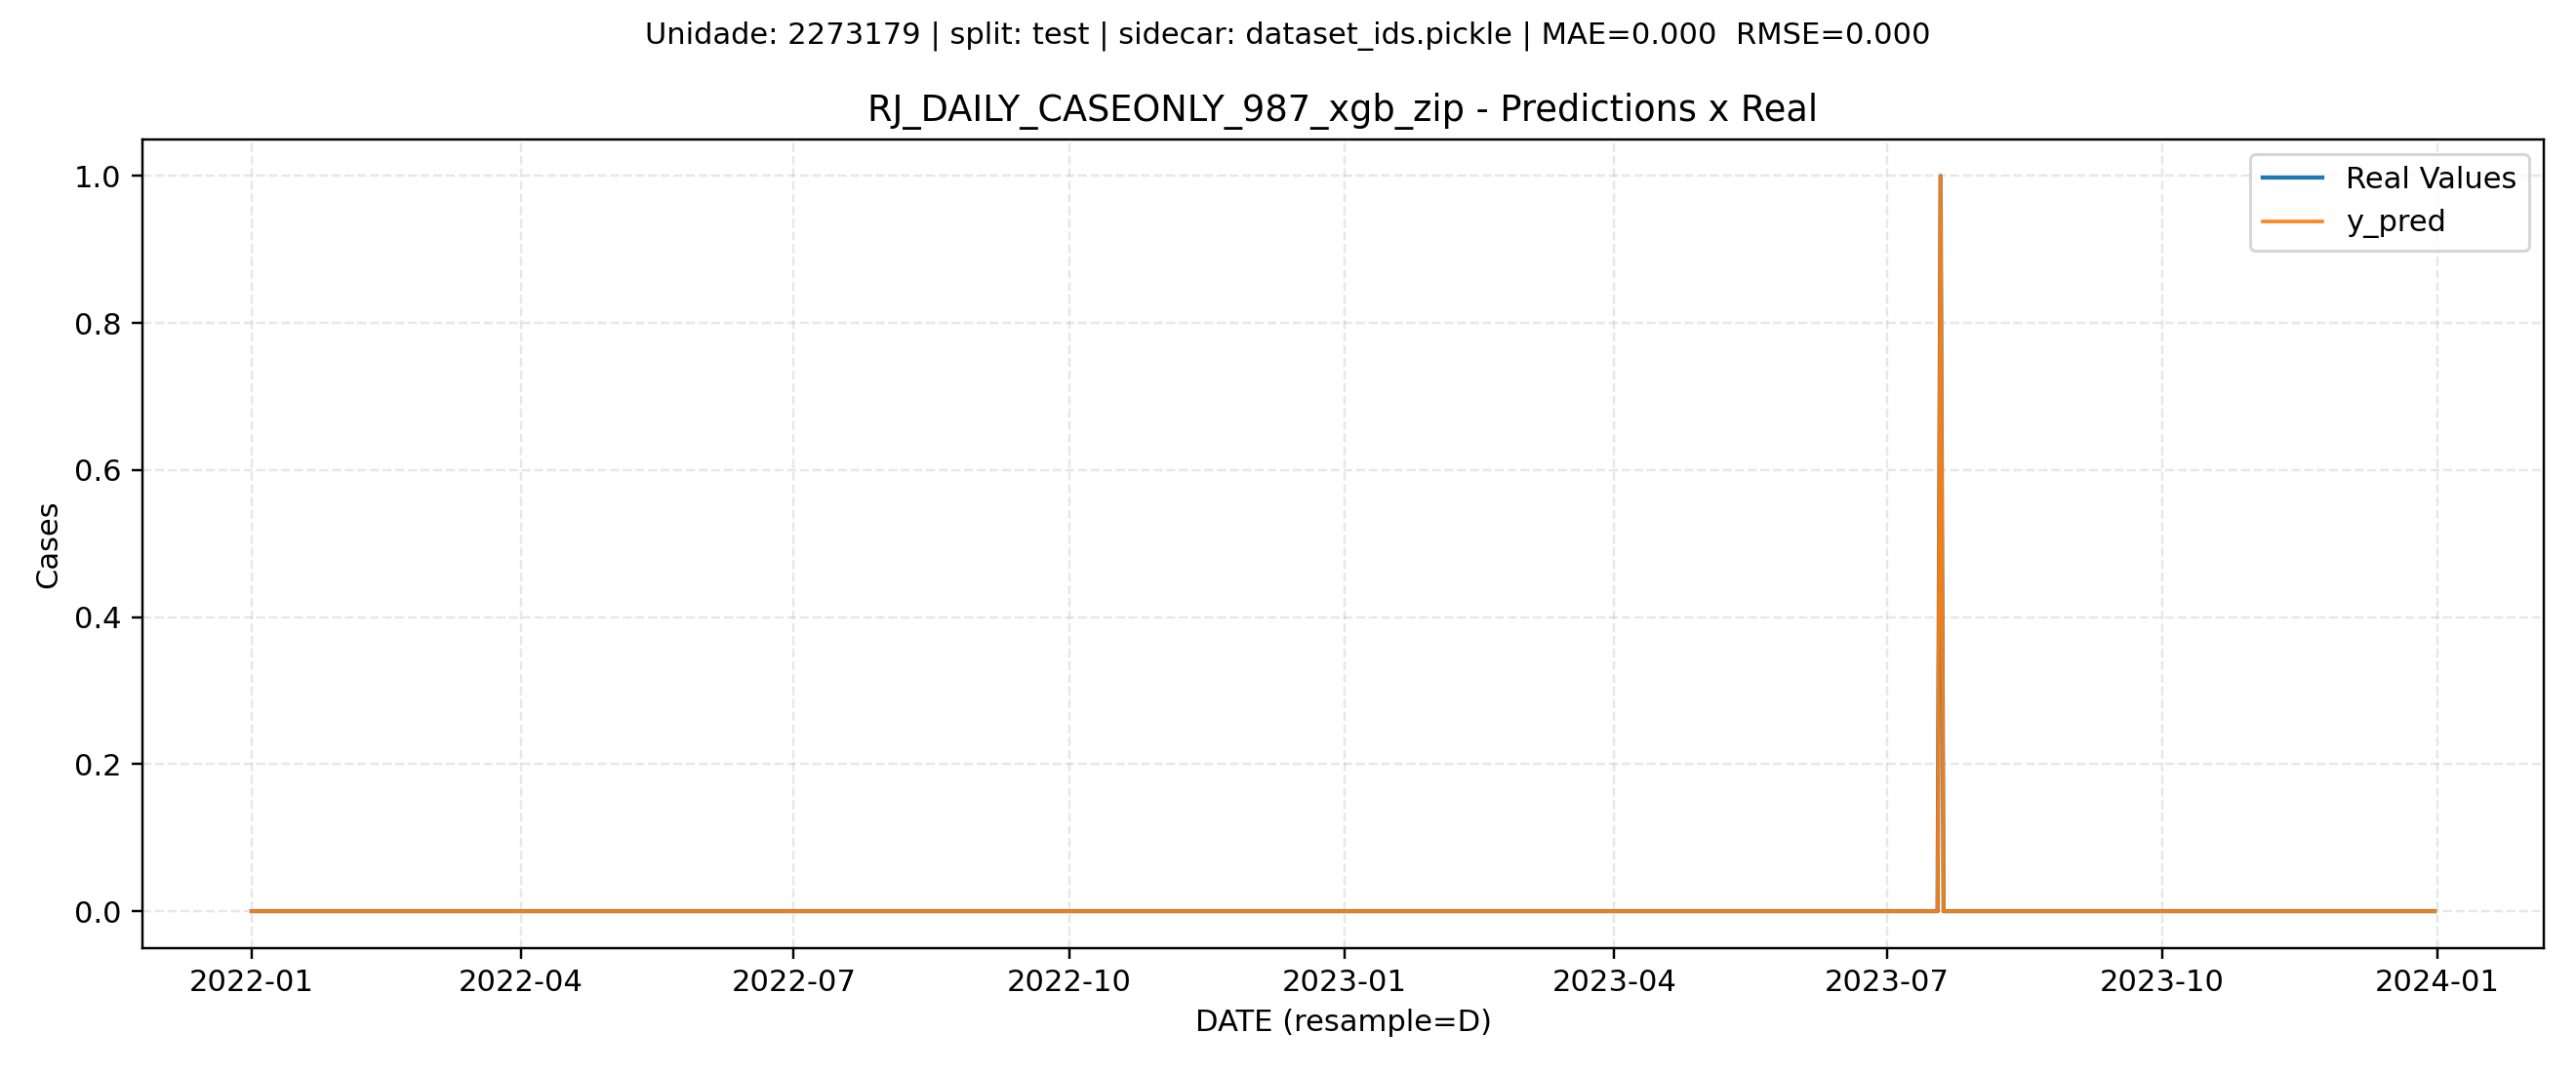 Unidade: 2273179 | split: test | sidecar: dataset_ids.pickle | MAE=0.000  RMSE=0.000
RJ_DAILY_CASEONLY_987_xgb_zip - Predictions x Real
Real Values
y_pred
Cases
1.0
0.8
0.6
0.4
0.2
0.0
2022-01
2022-04
2022-07
2022-10
2023-01
2023-04
2023-07
2023-10
2024-01
DATE (resample=D)